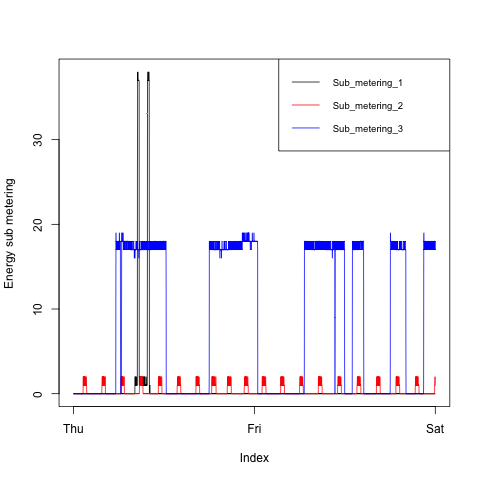 Sub_metering_1
Sub_metering_2
Sub_metering_3
Energy sub metering
30
20
10
0
Thu Fri Sat
Index